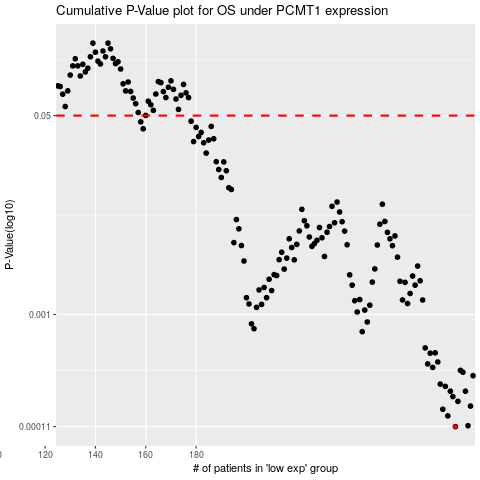 Cumulative P-Value plot for OS under PCMT1 expression
P-Value(log10)
0.05
0.001
0.00011
0 120 140 160 180
# of patients in 'low exp' group